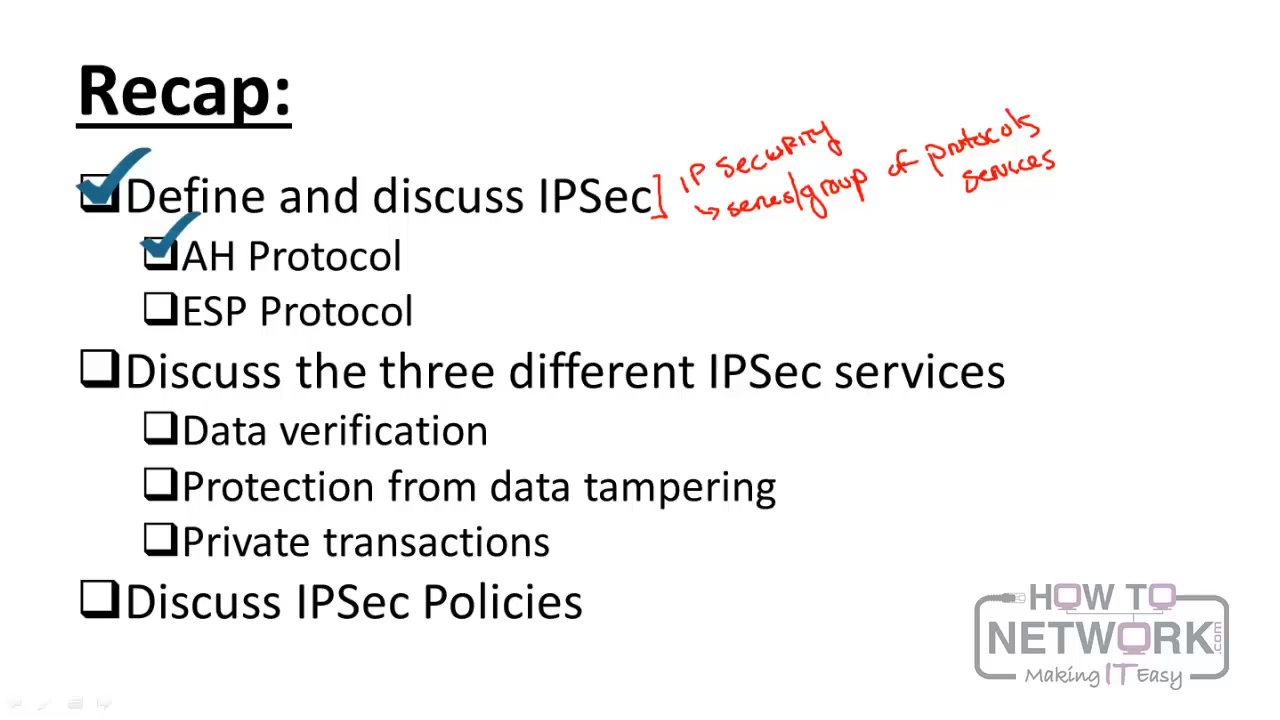 Recap:
Define and discuss IPSec
IP Security
↳ series/group of protocols
services
AH Protocol
ESP Protocol
Discuss the three different IPSec services
Data verification
Protection from data tampering
Private transactions
Discuss IPSec Policies
HOW TO
NETWORK.com
Making IT Easy